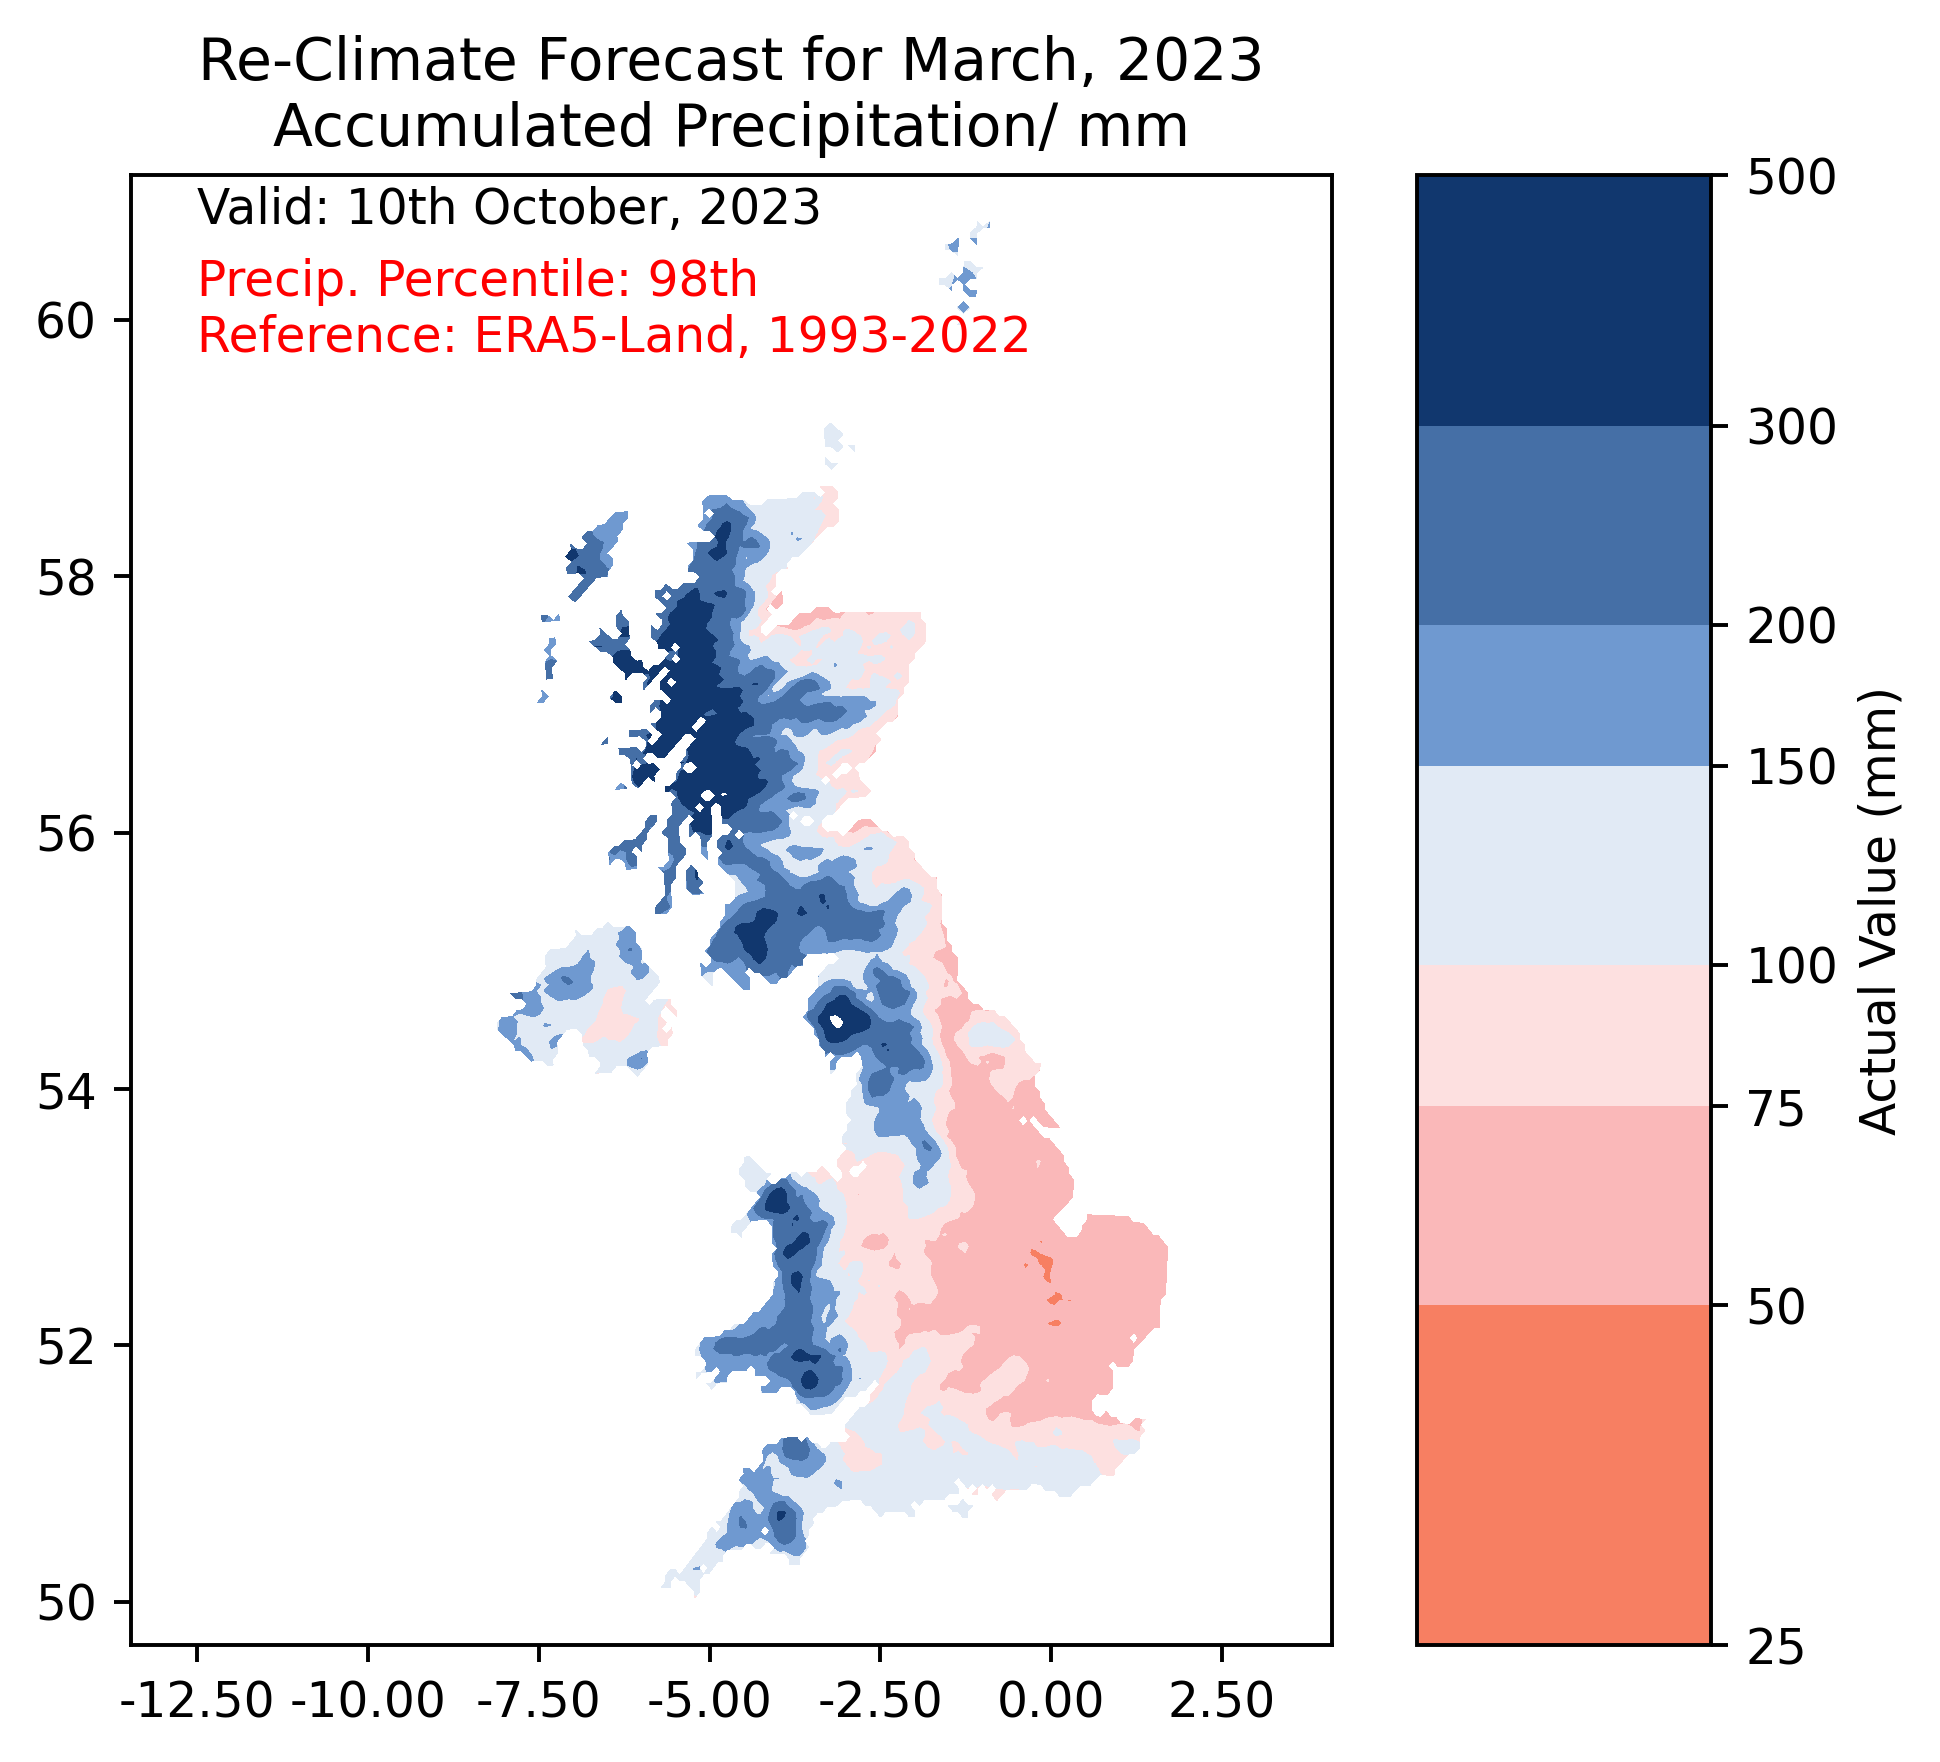 Re-Climate Forecast for March, 2023
Accumulated Precipitation/ mm
Valid: 10th October, 2023
Precip. Percentile: 98th
Reference: ERA5-Land, 1993-2022
60
58
56
54
52
50
-12.50 -10.00 -7.50 -5.00 -2.50 0.00 2.50
500
300
200
150
100
75
50
25
Actual Value (mm)